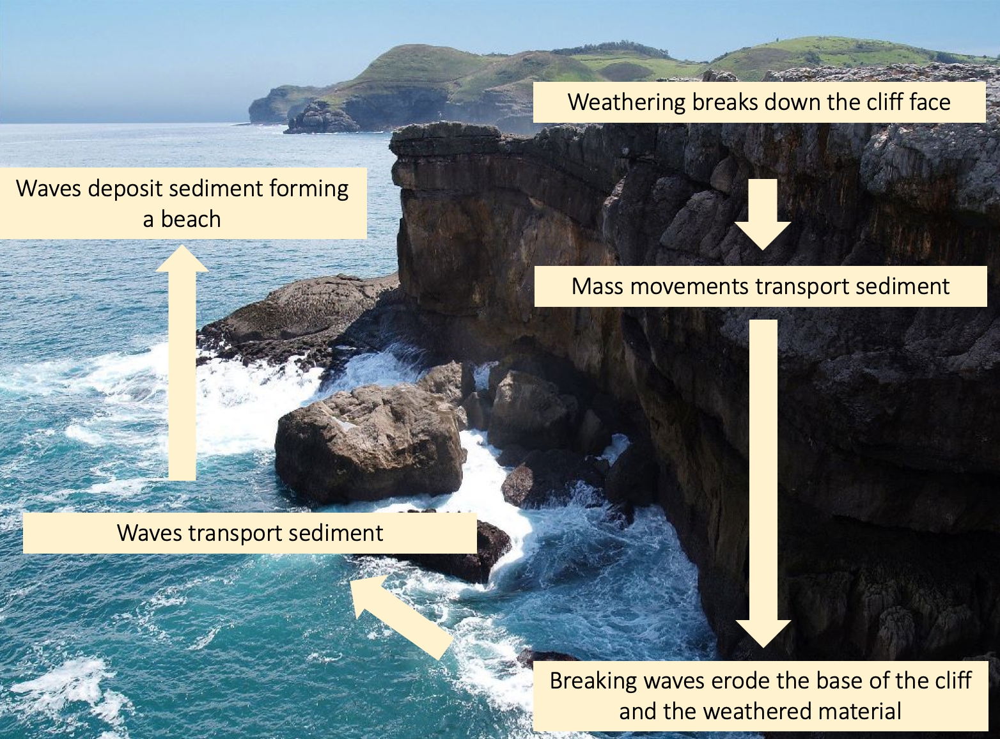 Weathering breaks down the cliff face
Mass movements transport sediment
Breaking waves erode the base of the cliff
and the weathered material
Waves transport sediment
Waves deposit sediment forming
a beach